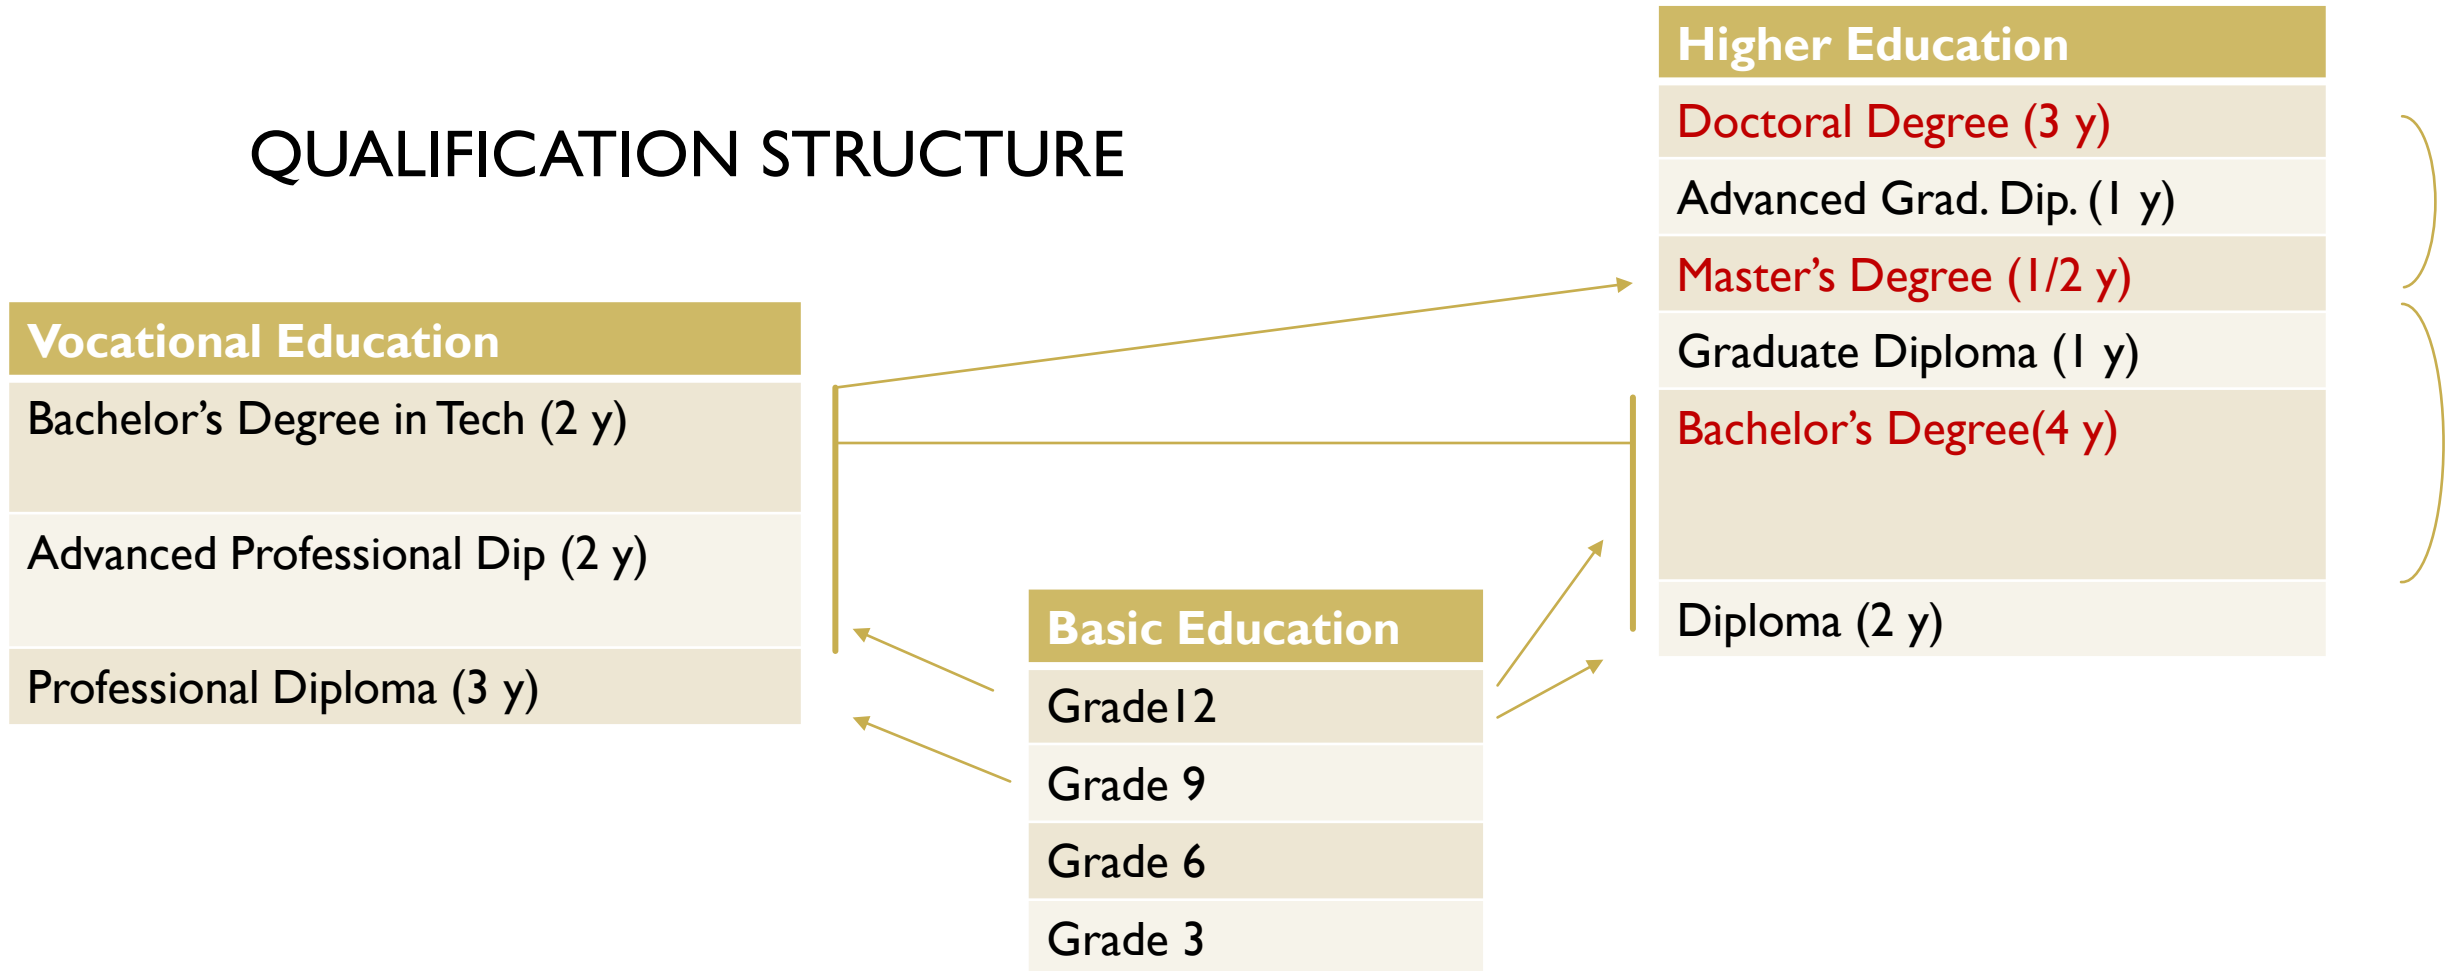 QUALIFICATION STRUCTURE
Vocational Education
Bachelor’s Degree in Tech (2 y)
Advanced Professional Dip (2 y)
Professional Diploma (3 y)
Basic Education
Grade12
Grade 9
Grade 6
Grade 3
Higher Education
Doctoral Degree (3 y)
Advanced Grad. Dip. (1 y)
Master’s Degree (1/2 y)
Graduate Diploma (1 y)
Bachelor’s Degree(4 y)
Diploma (2 y)